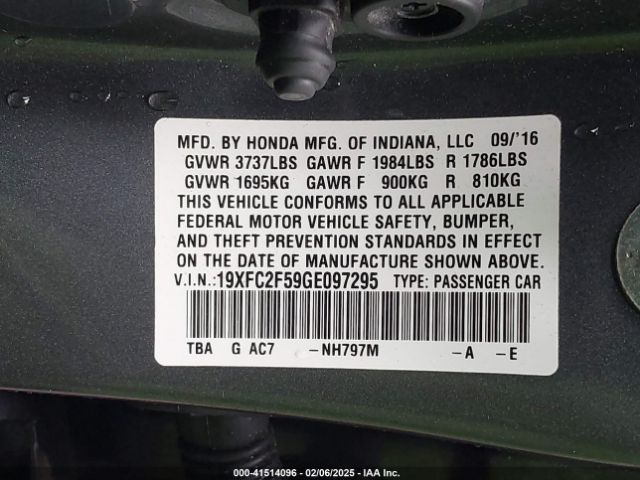 MFD. BY HONDA MFG. OF INDIANA, LLC 09/'16
GVWR 3737LBS GAWR F 1984LBS R 1786LBS
GVWR 1695KG GAWR F 900KG R 810KG
THIS VEHICLE CONFORMS TO ALL APPLICABLE
FEDERAL MOTOR VEHICLE SAFETY, BUMPER,
AND THEFT PREVENTION STANDARDS IN EFFECT
ON THE DATE OF MANUFACTURE SHOWN ABOVE.
V.I.N.:19XFC2F59GE097295 TYPE: PASSENGER CAR
TBA G AC7 -NH797M -A -E
000-41514096 - 02/06/2025 - IAA Inc.